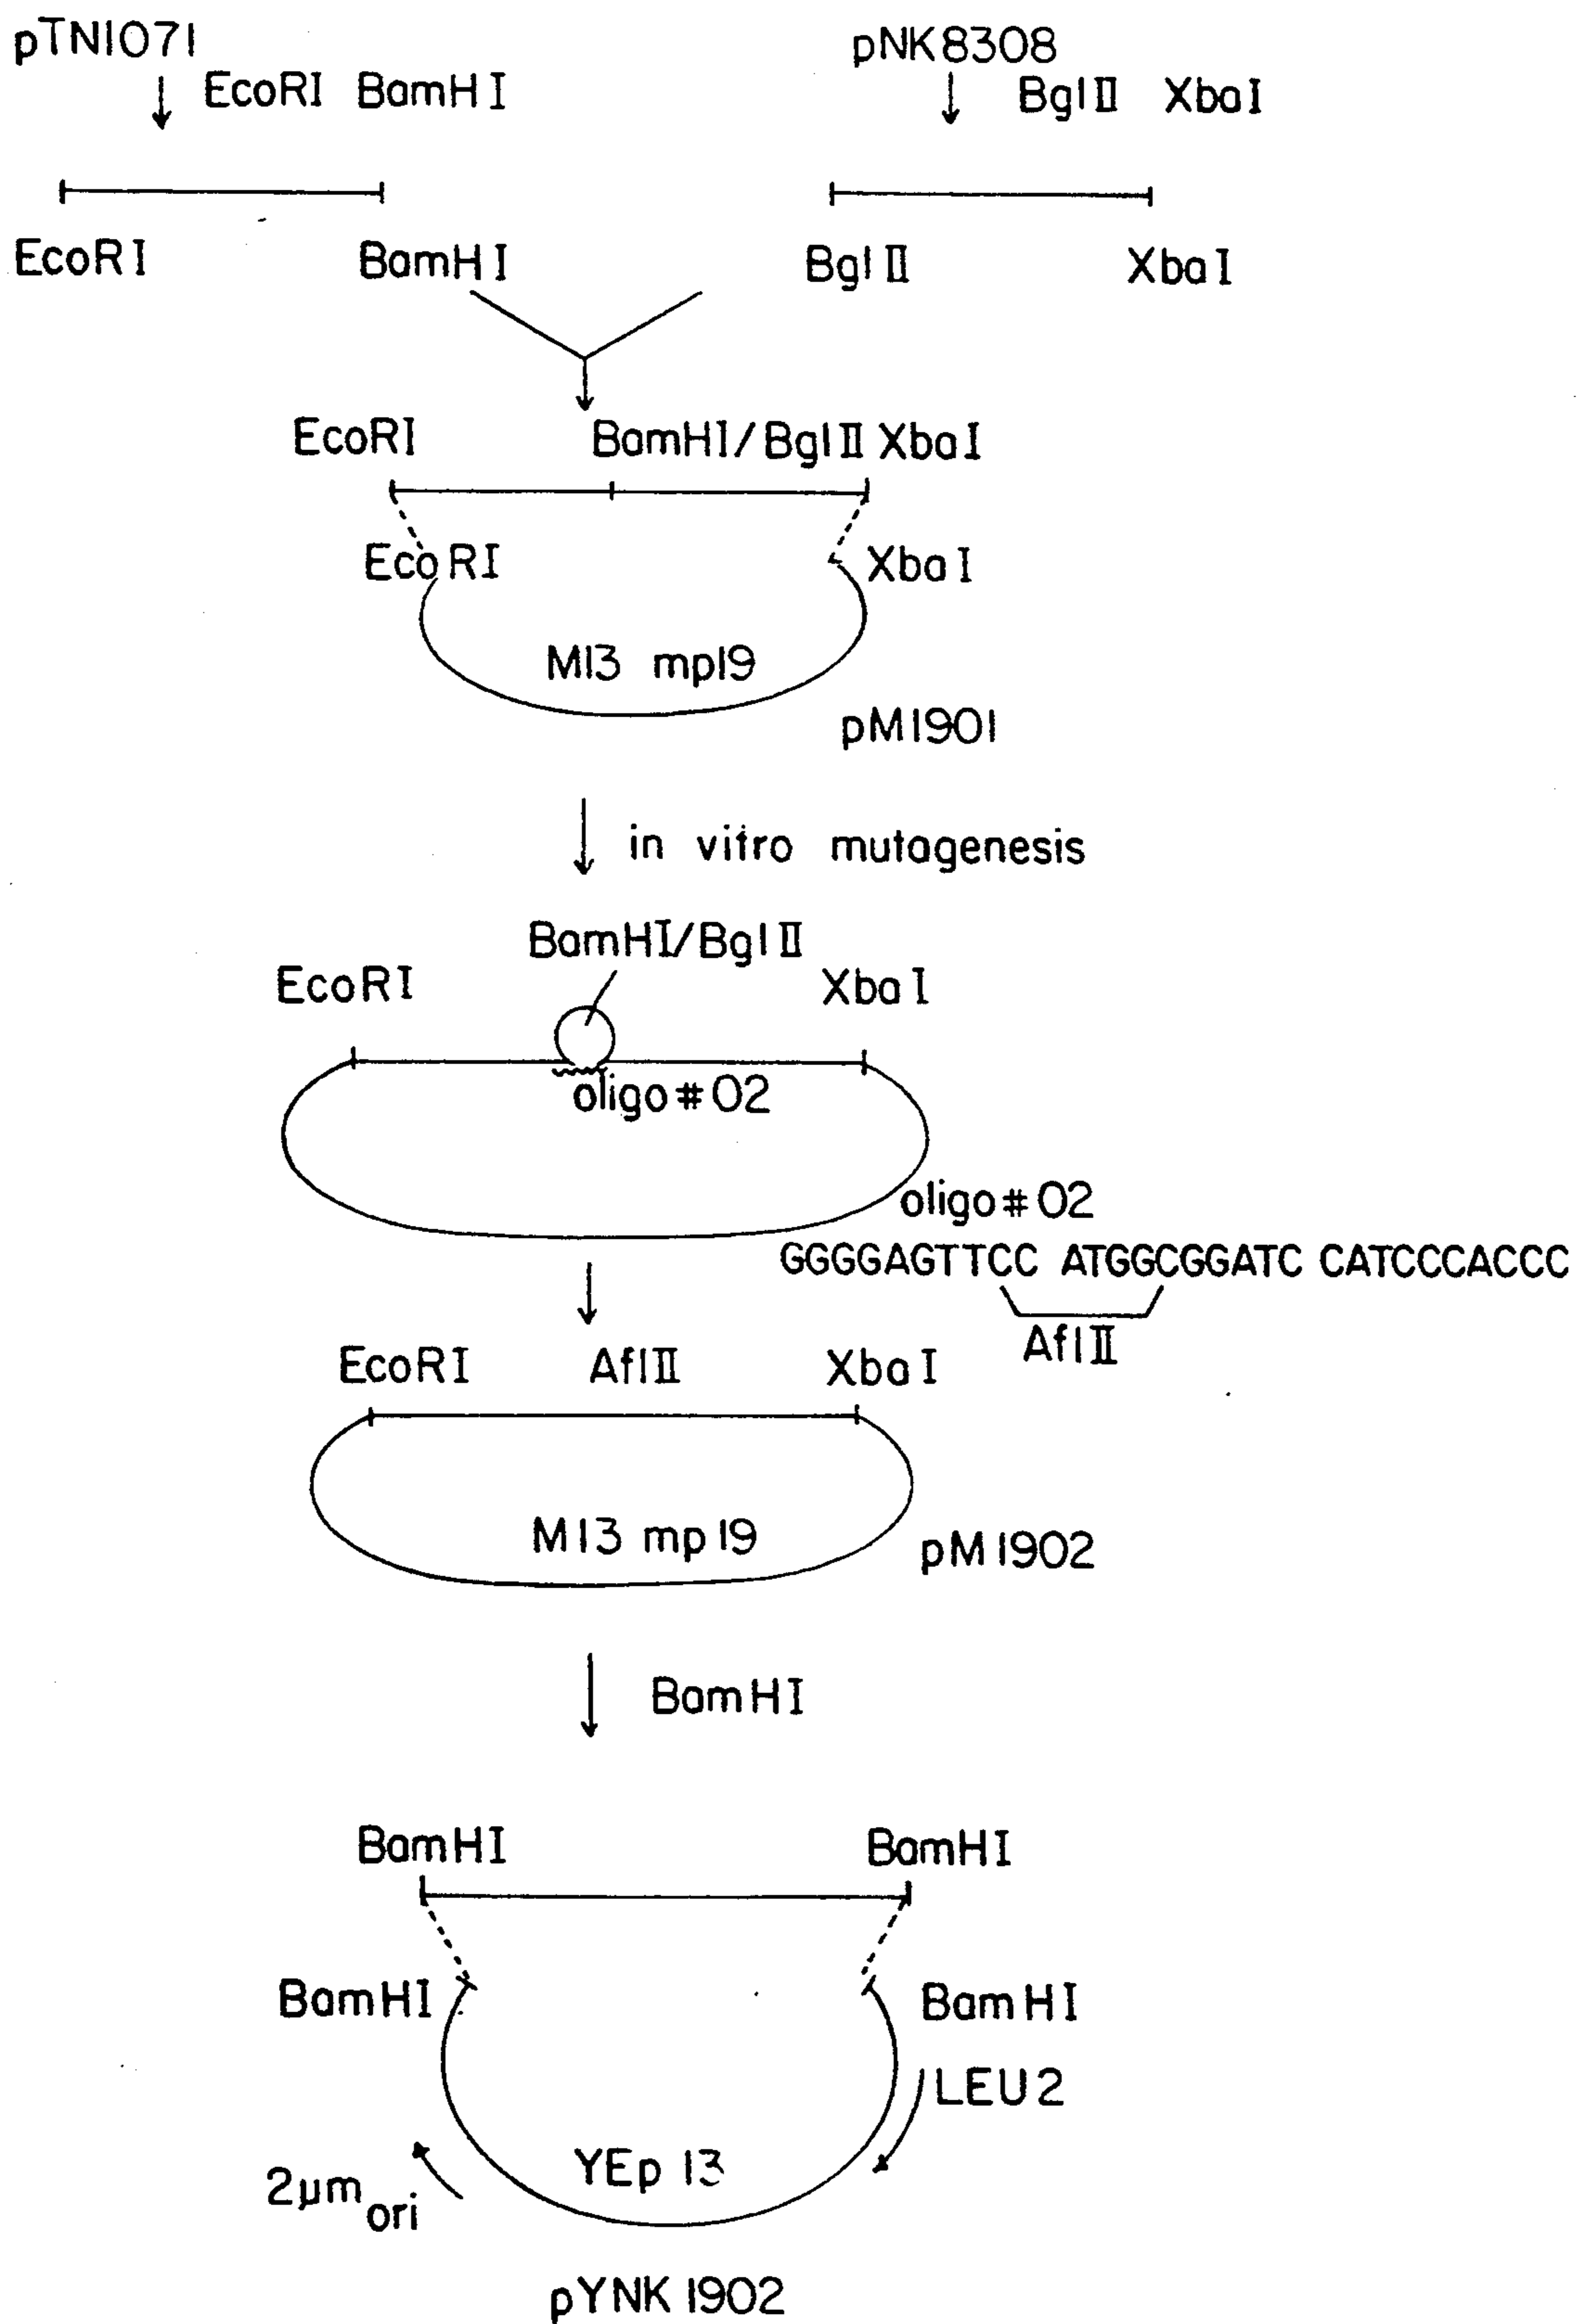 pTN1071
EcoRI BamHI
pNK8308
BglII XbaI
EcoRI BamHI
BglII XbaI
EcoRI BamHI/BglII XbaI
EcoRI XbaI
M13 mp19
pM1901
in vitro mutagenesis
BamHI/BglII
EcoRI XbaI
oligo#02
oligo#02
GGGGAGTTCC ATGGCGGATC CATCCCACCC
AflII
EcoRI AflII XbaI
M13 mp19
pM1902
BamHI
BamHI BamHI
BamHI BamHI
LEU2
YEp 13
2μm ori
pYNK 1902